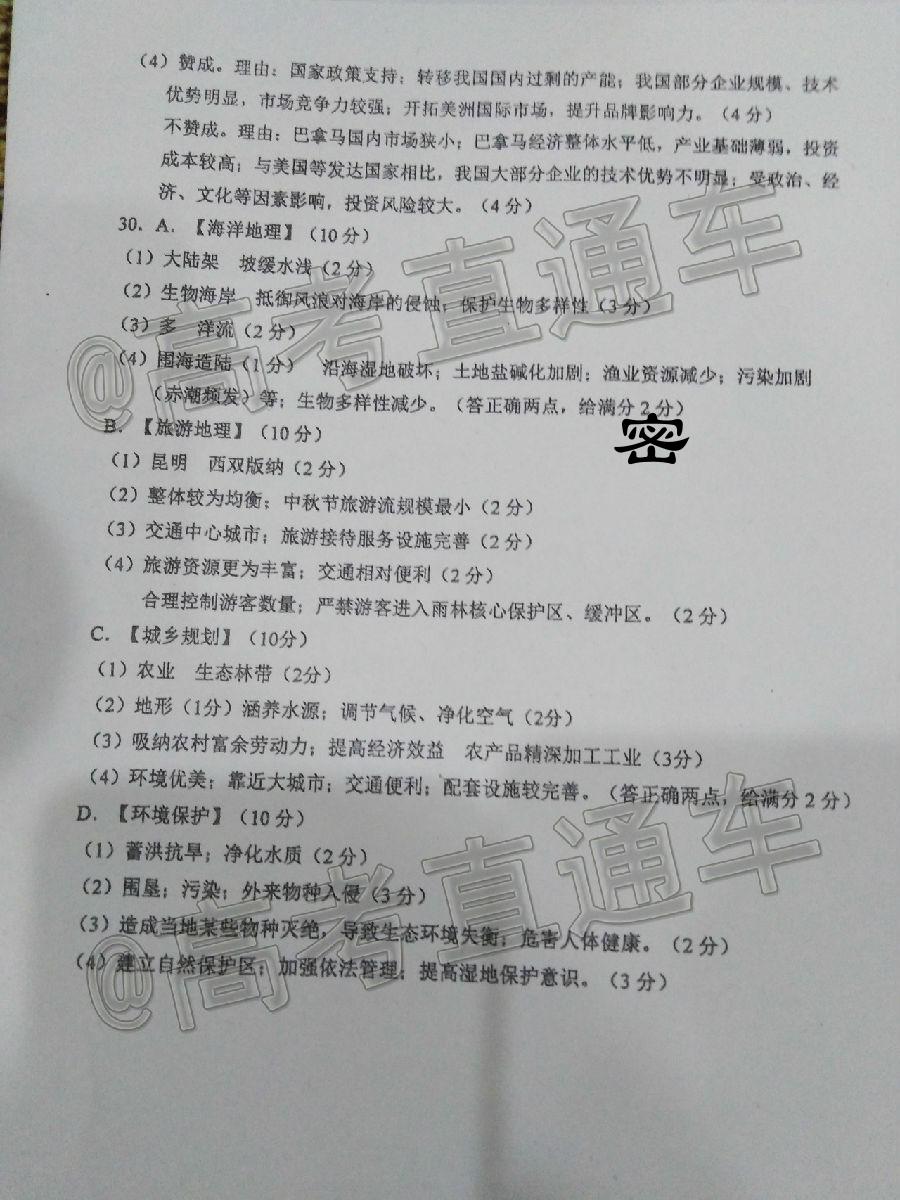 (4)赞成。理由：国家政策支持；转移我国国内过剩的产能；我国部分企业规模、技术
优势明显，市场竞争力较强；开拓美洲国际市场，提升品牌影响力。（4分）
不赞成。理由：巴拿马国内市场狭小；巴拿马经济整体水平低，产业基础薄弱，投资
成本较高；与美国等发达国家相比，我国大部分企业的技术优势不明显；受政治、经
济、文化等因素影响，投资风险较大。（4分）
30. A. 【海洋地理】（10分）
(1)大陆架 坡缓水浅（2分）
(2)生物海岸 抵御风浪对海岸的侵蚀；保护生物多样性（3分）
(3)多 洋流（2分）
(4)围海造陆（1分） 沿海湿地破坏；土地盐碱化加剧；渔业资源减少；污染加剧
（赤潮频发）等；生物多样性减少。（答正确两点，给满分2分）
密
B. 【旅游地理】（10分）
(1)昆明 西双版纳（2分）
(2)整体较为均衡；中秋节旅游流规模最小（2分）
(3)交通中心城市；旅游接待服务设施完善（2分）
(4)旅游资源更为丰富；交通相对便利（2分）
合理控制游客数量；严禁游客进入雨林核心保护区、缓冲区。（2分）
C. 【城乡规划】（10分）
(1)农业 生态林带（2分）
(2)地形（1分）涵养水源；调节气候、净化空气（2分）
(3)吸纳农村富余劳动力；提高经济效益 农产品精深加工工业（3分）
(4)环境优美；靠近大城市；交通便利；配套设施较完善。（答正确两点，给满分2分）
D. 【环境保护】（10分）
(1)蓄洪抗旱；净化水质（2分）
(2)围垦；污染；外来物种入侵（3分）
(3)造成当地某些物种灭绝，导致生态环境失衡；危害人体健康。（2分）
(4)建立自然保护区；加强依法管理；提高湿地保护意识。（3分）
@高考直通车
@高考直通车